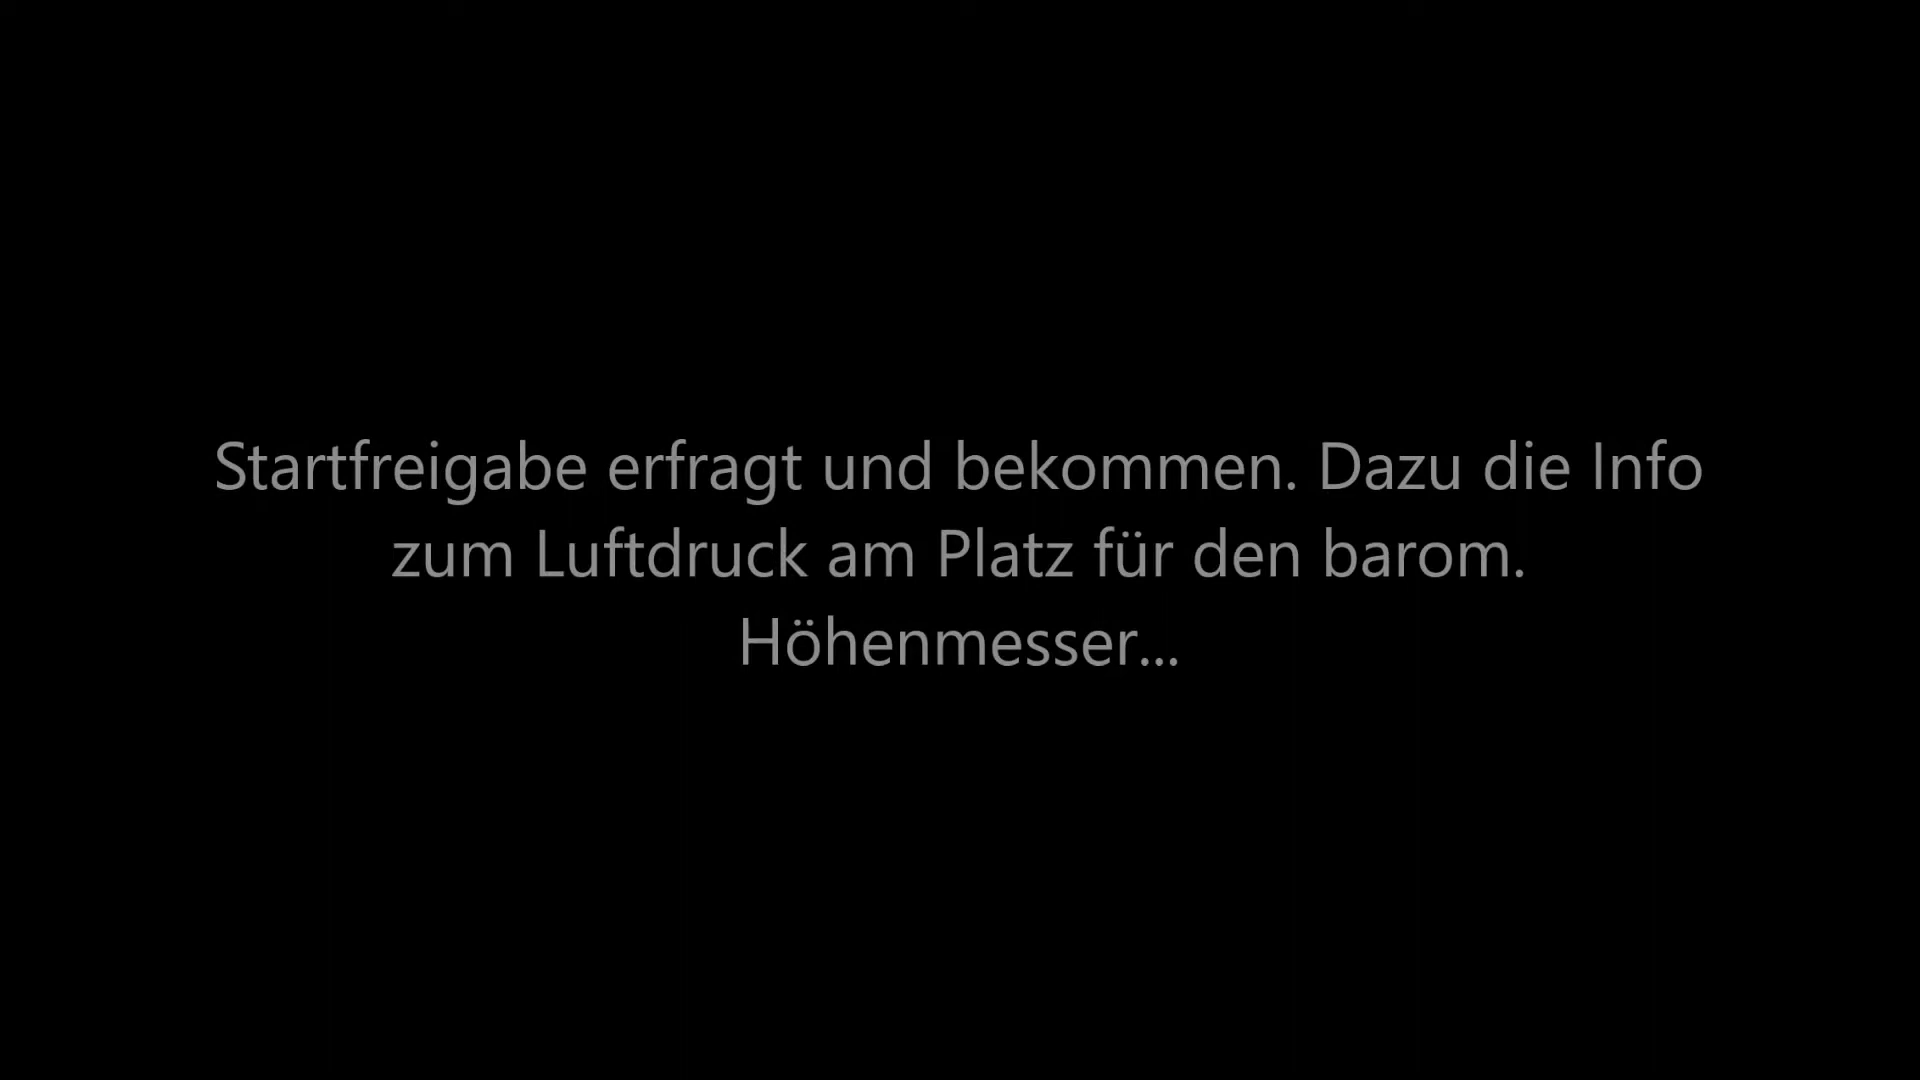 Startfreigabe erfragt und bekommen. Dazu die Info
zum Luftdruck am Platz für den barom.
Höhenmesser...